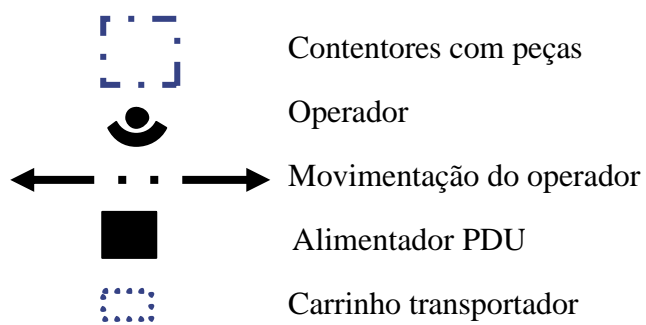 Contentores com peças
Operador
Movimentação do operador
Alimentador PDU
Carrinho transportador